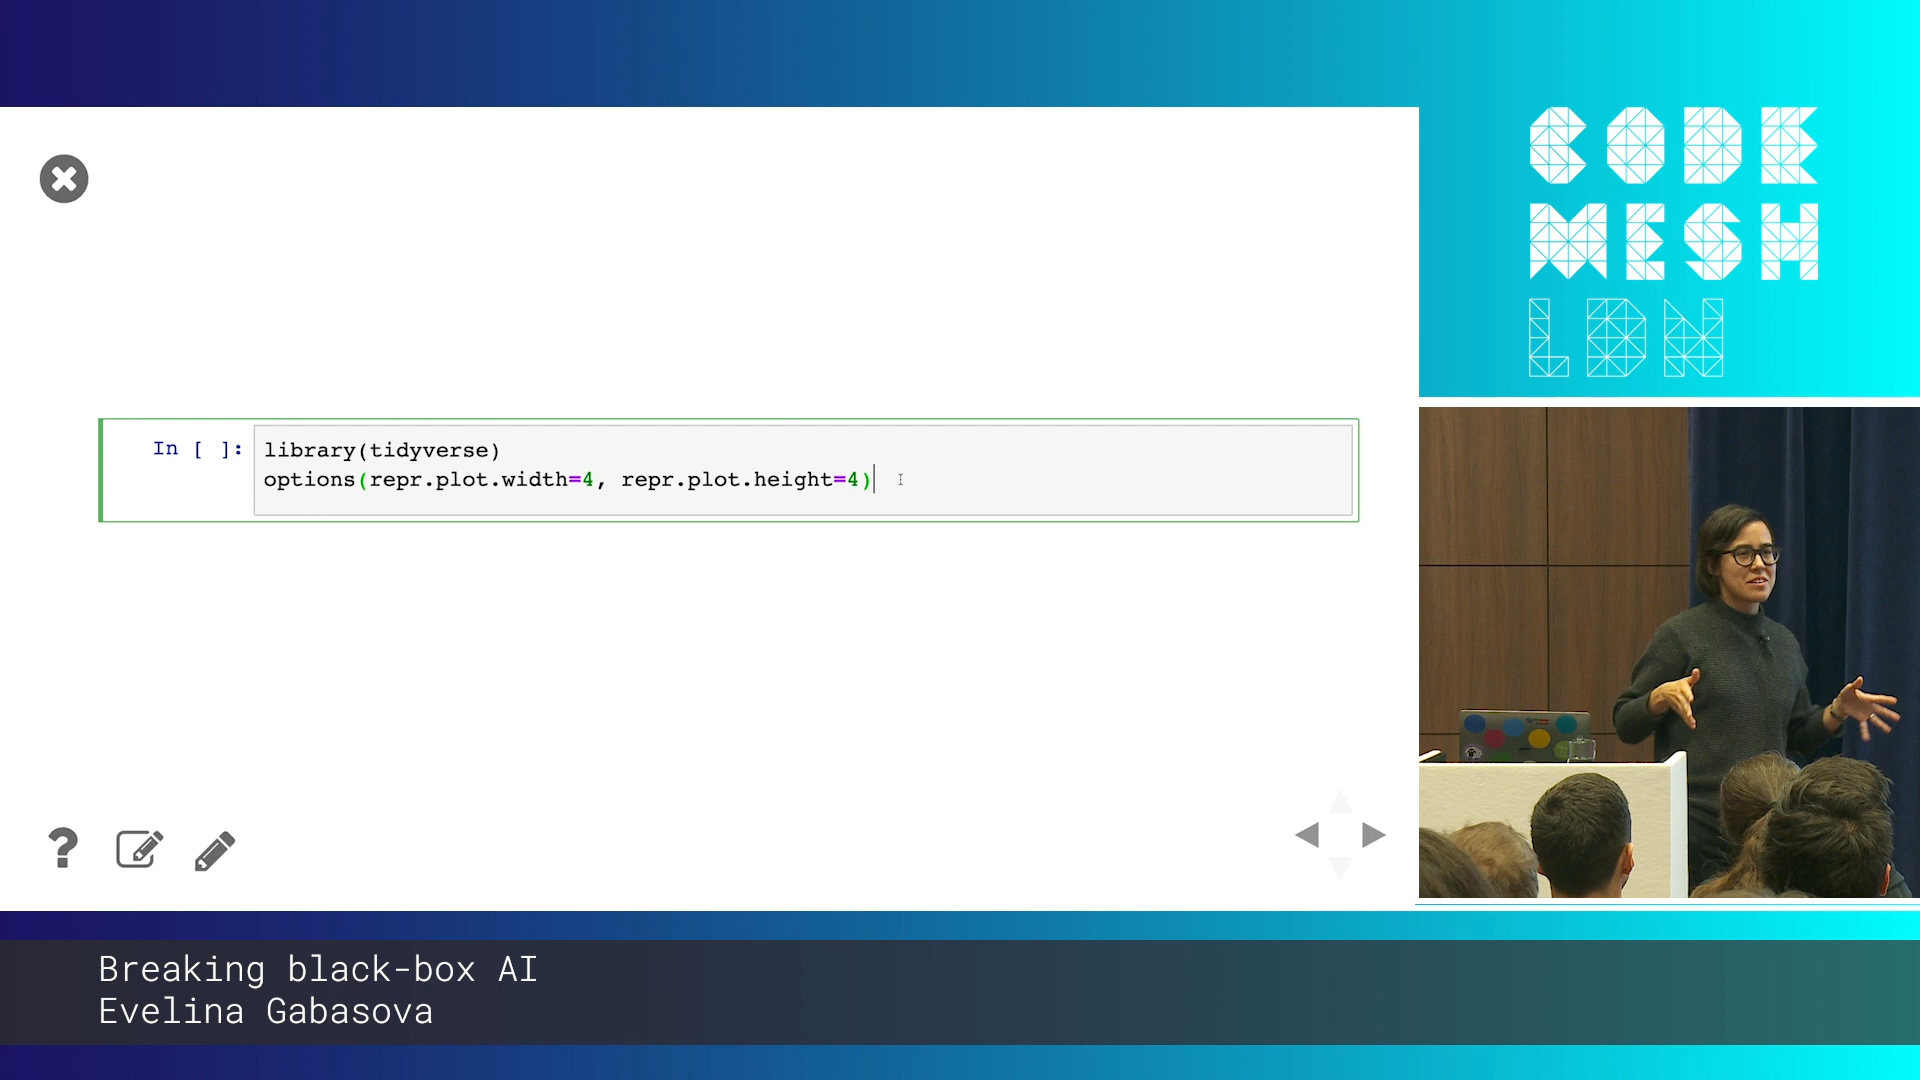 CODE
MESH
LDN
In [ ]:
library(tidyverse)
options(repr.plot.width=4, repr.plot.height=4)
?
Breaking black-box AI
Evelina Gabasova